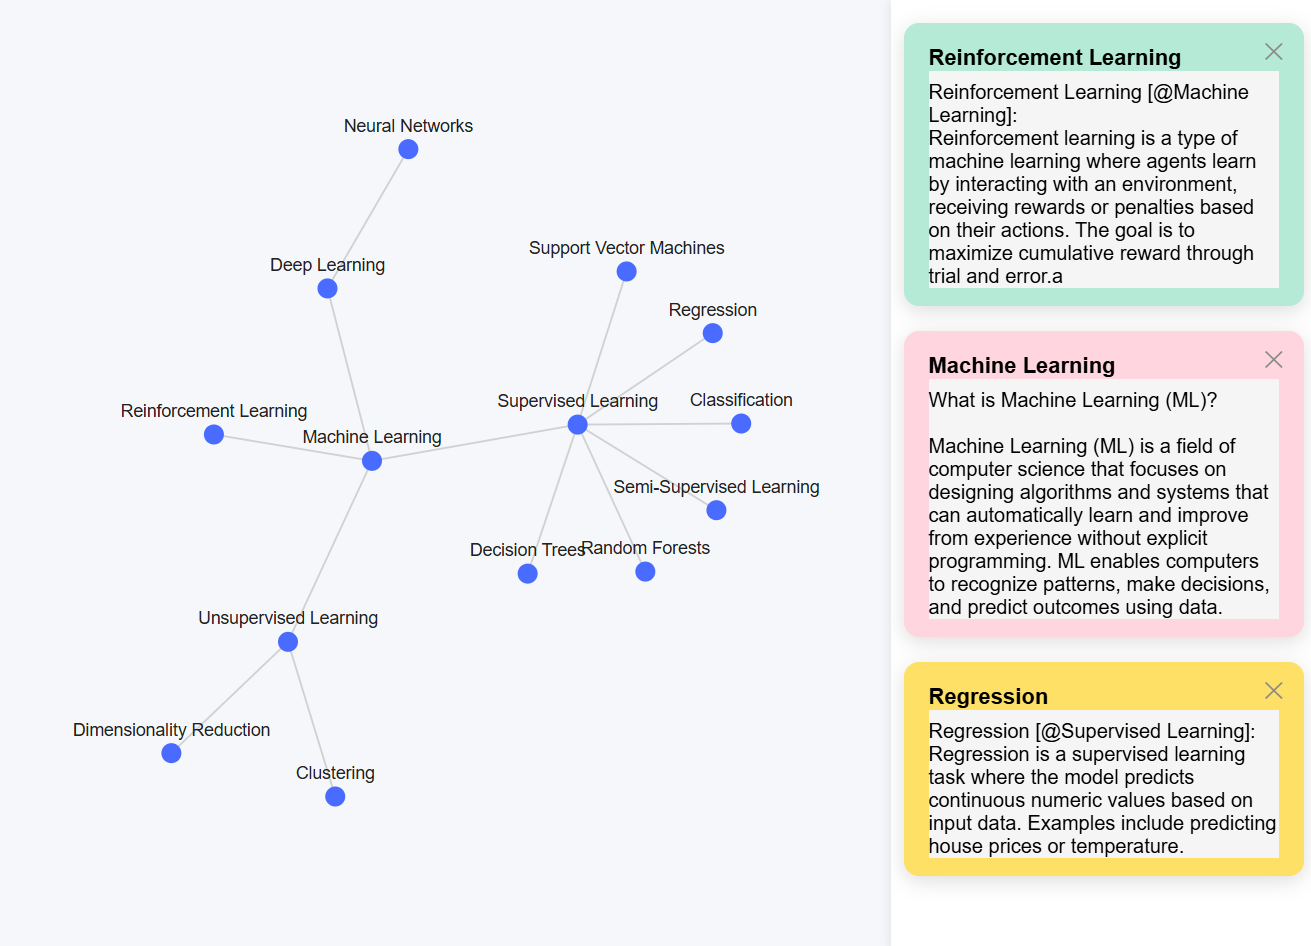 Neural Networks
Deep Learning
Support Vector Machines
Regression
Supervised Learning
Classification
Reinforcement Learning
Machine Learning
Semi-Supervised Learning
Decision Trees
Random Forests
Unsupervised Learning
Dimensionality Reduction
Clustering
Reinforcement Learning
Reinforcement Learning [@Machine
Learning]:
Reinforcement learning is a type of
machine learning where agents learn
by interacting with an environment,
receiving rewards or penalties based
on their actions. The goal is to
maximize cumulative reward through
trial and error.a
Machine Learning
What is Machine Learning (ML)?
Machine Learning (ML) is a field of
computer science that focuses on
designing algorithms and systems that
can automatically learn and improve
from experience without explicit
programming. ML enables computers
to recognize patterns, make decisions,
and predict outcomes using data.
Regression
Regression [@Supervised Learning]:
Regression is a supervised learning
task where the model predicts
continuous numeric values based on
input data. Examples include predicting
house prices or temperature.